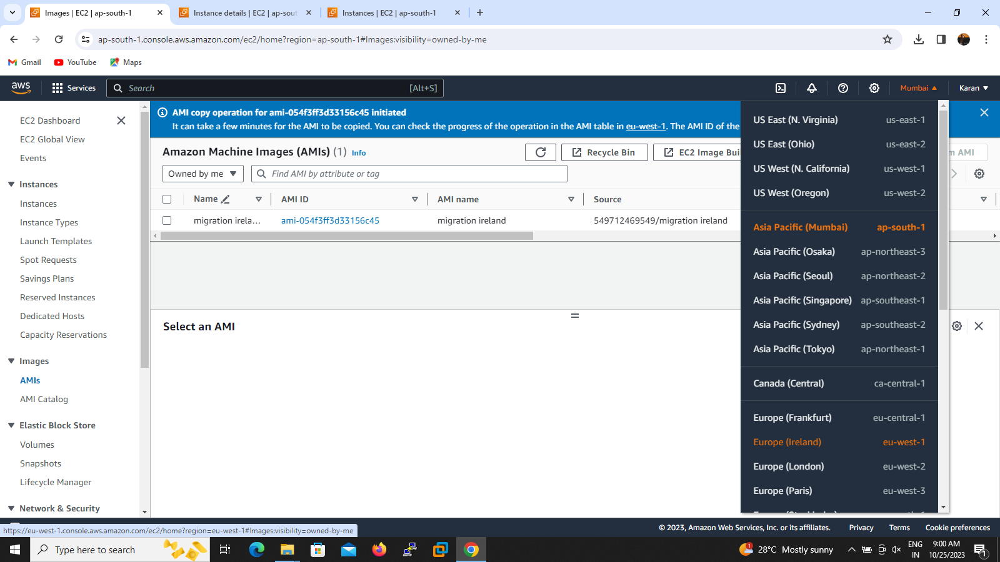 Images | EC2 | ap-south-1
Instance details | EC2 | ap-sout
Instances | EC2 | ap-south-1
ap-south-1.console.aws.amazon.com/ec2/home?region=ap-south-1#Images:visibility=owned-by-me
Gmail
YouTube
Maps
aws
Services
Search
[Alt+S]
Mumbai
Karan
EC2 Dashboard
EC2 Global View
Events
Instances
Instances
Instance Types
Launch Templates
Spot Requests
Savings Plans
Reserved Instances
Dedicated Hosts
Capacity Reservations
Images
AMIs
AMI Catalog
Elastic Block Store
Volumes
Snapshots
Lifecycle Manager
Network & Security
AMI copy operation for ami-054f3ff3d33156c45 initiated
It can take a few minutes for the AMI to be copied. You can check the progress of the operation in the AMI table in eu-west-1. The AMI ID of the
Amazon Machine Images (AMIs) (1) Info
Recycle Bin
EC2 Image Bui
m AMI
Owned by me
Find AMI by attribute or tag
Name
AMI ID
AMI name
Source
migration irela...
ami-054f3ff3d33156c45
migration ireland
549712469549/migration ireland
Select an AMI
US East (N. Virginia) us-east-1
US East (Ohio) us-east-2
US West (N. California) us-west-1
US West (Oregon) us-west-2
Asia Pacific (Mumbai) ap-south-1
Asia Pacific (Osaka) ap-northeast-3
Asia Pacific (Seoul) ap-northeast-2
Asia Pacific (Singapore) ap-southeast-1
Asia Pacific (Sydney) ap-southeast-2
Asia Pacific (Tokyo) ap-northeast-1
Canada (Central) ca-central-1
Europe (Frankfurt) eu-central-1
Europe (Ireland) eu-west-1
Europe (London) eu-west-2
Europe (Paris) eu-west-3
https://eu-west-1.console.aws.amazon.com/ec2/home?region=eu-west-1#Images:visibility=owned-by-me
© 2023, Amazon Web Services, Inc. or its affiliates.
Privacy
Terms
Cookie preferences
Type here to search
1
28°C Mostly sunny
ENG
IN
9:00 AM
10/25/2023
1